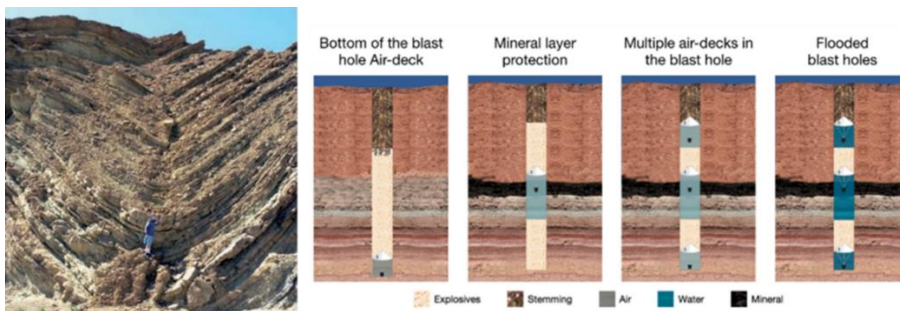 Bottom of the blast
hole Air-deck
Mineral layer
protection
Multiple air-decks in
the blast hole
Flooded
blast holes
Explosives
Stemming
Air
Water
Mineral